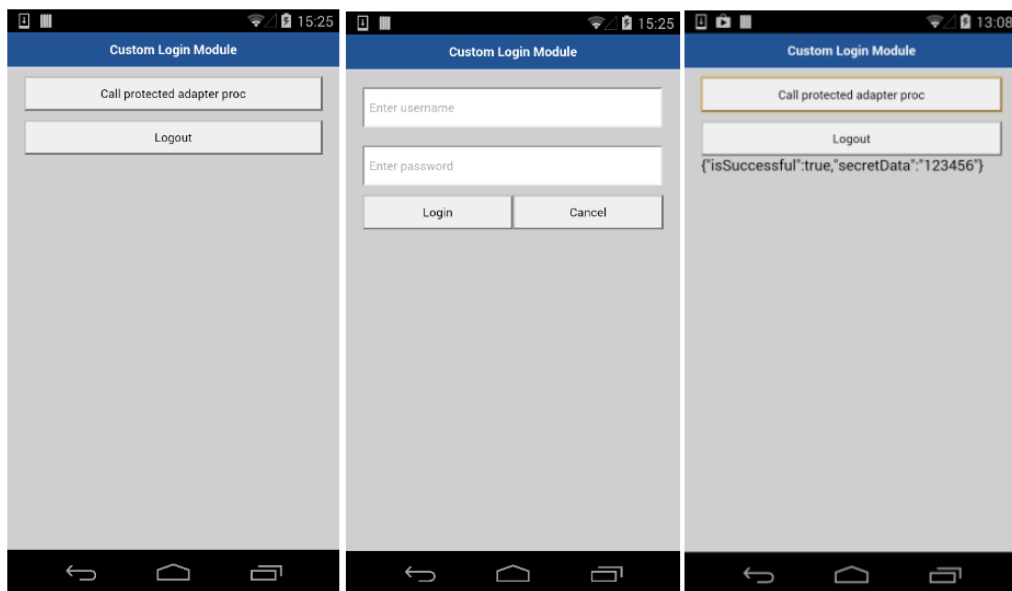 15:25
Custom Login Module
Call protected adapter proc
Logout
15:25
Custom Login Module
Enter username
Enter password
Login
Cancel
13:08
Custom Login Module
Call protected adapter proc
Logout
{"isSuccessful":true,"secretData":"123456"}